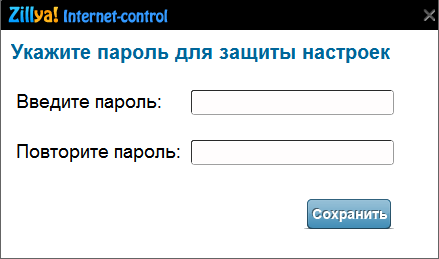 Zillya! Internet-control
Укажите пароль для защиты настроек
Введите пароль:
Повторите пароль:
Сохранить